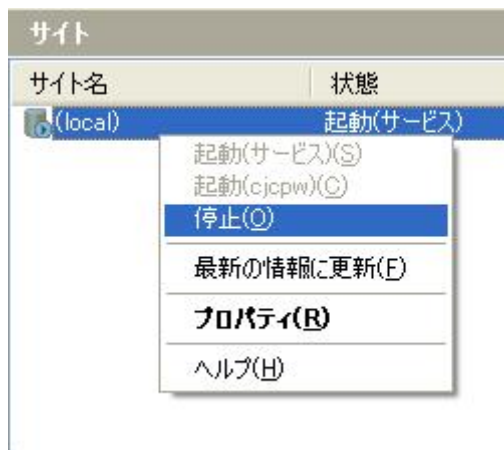 サイト
サイト名 状態
(local) 起動(サービス)
起動(サービス)(S)
起動(cjcpw)(C)
停止(O)
最新の情報に更新(F)
プロパティ(R)
ヘルプ(H)